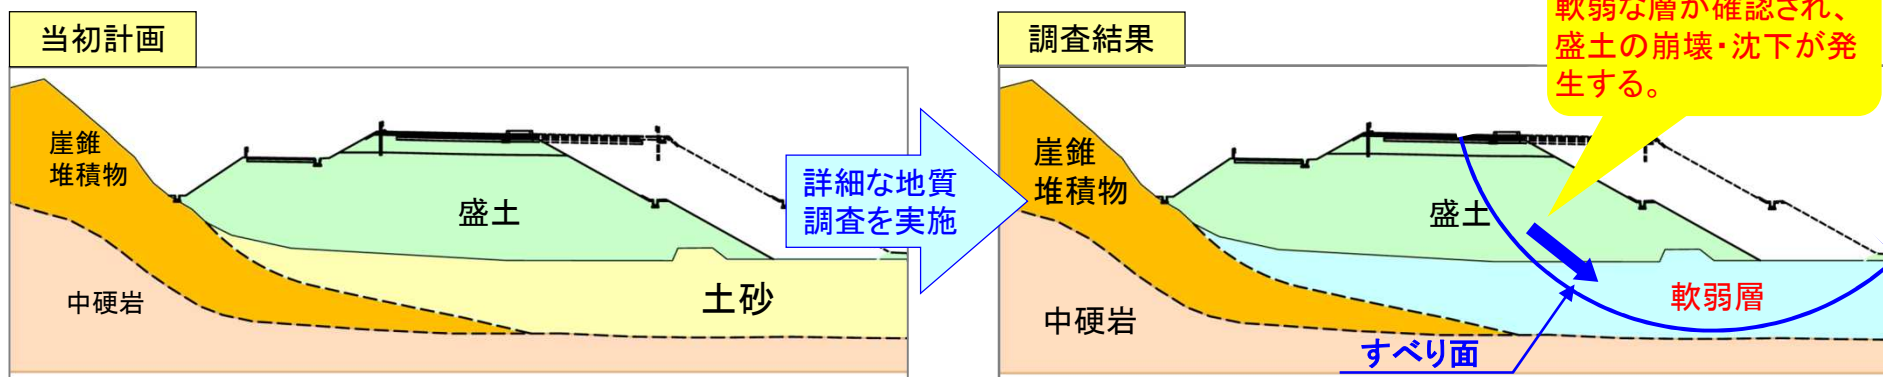 当初計画
崖錐
堆積物
盛土
土砂
中硬岩
詳細な地質
調査を実施
調査結果
軟弱な層が確認され、
盛土の崩壊・沈下が発
生する。
崖錐
堆積物
盛土
軟弱層
中硬岩
すべり面